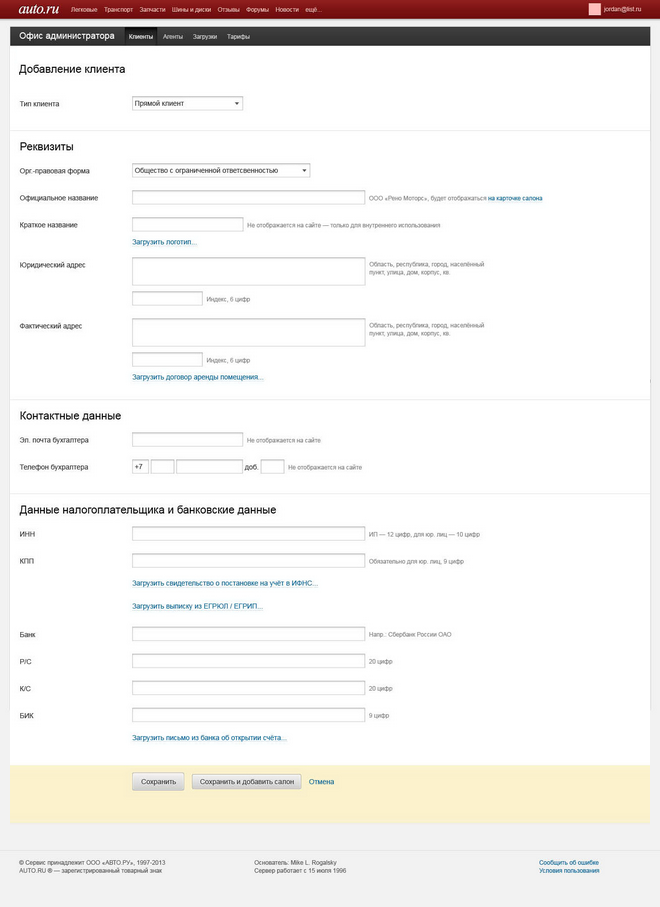 auto.ru Легковые Транспорт Запчасти Шины и диски Отзывы Форумы Новости ещё... jordan@list.ru
Офис администратора Клиенты Агенты Загрузки Тарифы
Добавление клиента
Тип клиента Прямой клиент
Реквизиты
Орг.-правовая форма Общество с ограниченной ответсвенностью
Официальное название ООО «Рено Моторс», будет отображаться на карточке салона
Краткое название Не отображается на сайте — только для внутреннего использования
Загрузить логотип...
Юридический адрес Область, республика, город, населённый
пункт, улица, дом, корпус, кв.
Индекс, 6 цифр
Фактический адрес Область, республика, город, населённый
пункт, улица, дом, корпус, кв.
Индекс, 6 цифр
Загрузить договор аренды помещения...
Контактные данные
Эл. почта бухгалтера Не отображается на сайте
Телефон бухраптера +7 доб. Не отображается на сайте
Данные налогоплательщика и банковские данные
ИНН ИП — 12 цифр, для юр. лиц — 10 цифр
КПП Обязательно для юр. лиц, 9 цифр
Загрузить свидетельство о постановке на учёт в ИФНС...
Загрузить выписку из ЕГРЮЛ / ЕГРИП...
Банк Напр.: Сбербанк России ОАО
Р/С 20 цифр
К/С 20 цифр
БИК 9 цифр
Загрузить письмо из банка об открытии счёта...
Сохранить Сохранить и добавить салон Отмена
© Сервис принадлежит ООО «АВТО.РУ», 1997-2013 Основатель: Mike L. Rogalsky Сообщить об ошибке
AUTO.RU ® — зарегистрированный товарный знак Сервер работает с 15 июля 1996 Условия пользования